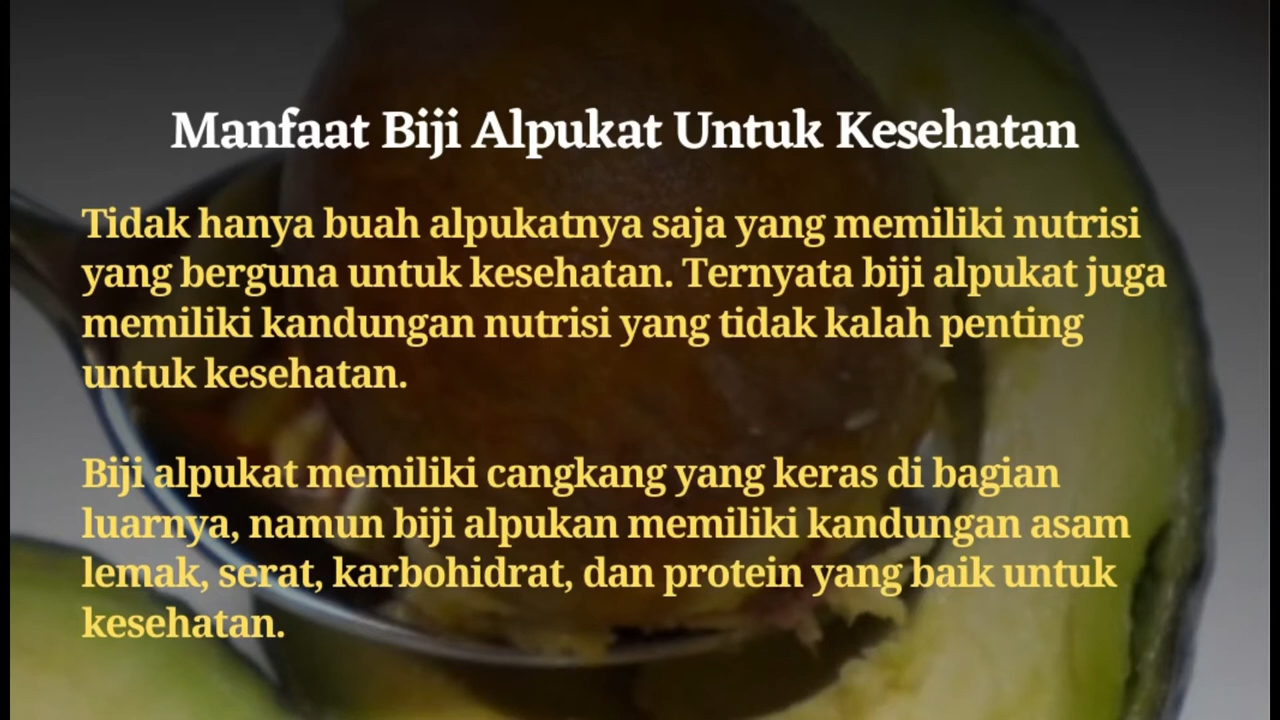 Manfaat Biji Alpukat Untuk Kesehatan
Tidak hanya buah alpukatnya saja yang memiliki nutrisi
yang berguna untuk kesehatan. Ternyata biji alpukat juga
memiliki kandungan nutrisi yang tidak kalah penting
untuk kesehatan.
Biji alpukat memiliki cangkang yang keras di bagian
luarnya, namun biji alpukan memiliki kandungan asam
lemak, serat, karbohidrat, dan protein yang baik untuk
kesehatan.